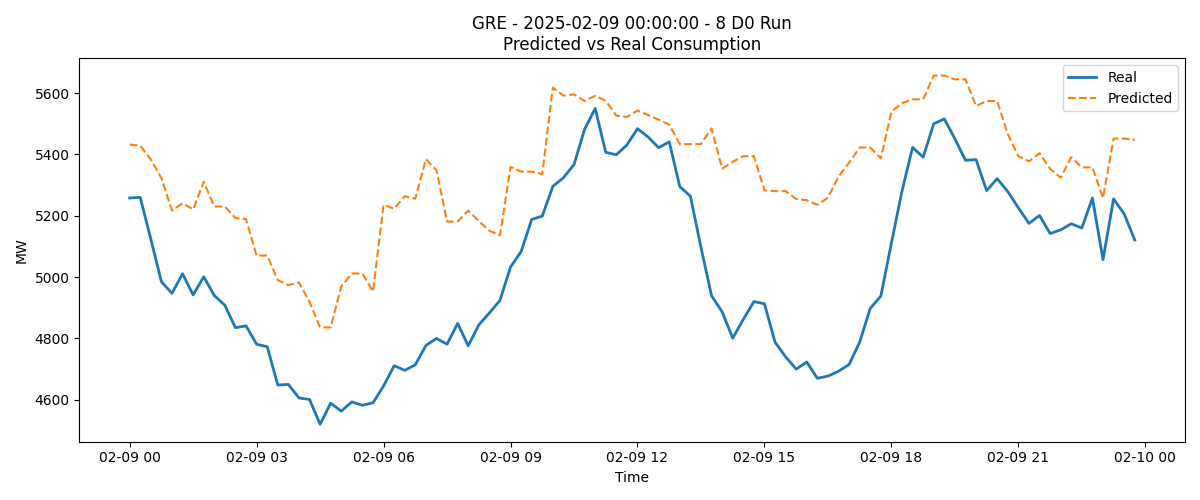 GRE - 2025-02-09 00:00:00 - 8 D0 Run
Predicted vs Real Consumption
Real
Predicted
MW
5600
5400
5200
5000
4800
4600
02-09 00
02-09 03
02-09 06
02-09 09
02-09 12
02-09 15
02-09 18
02-09 21
02-10 00
Time